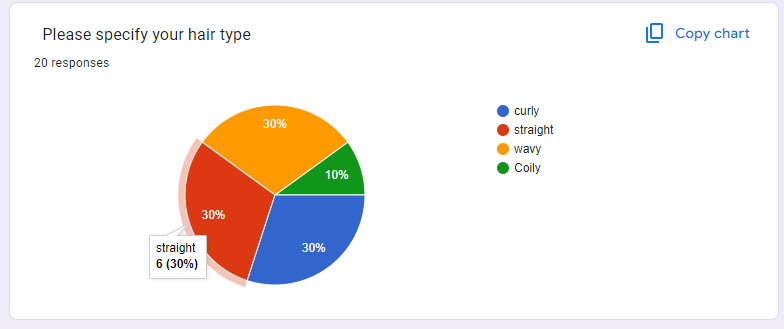 Please specify your hair type
Copy chart
20 responses
30%
10%
30%
30%
straight
6 (30%)
curly
straight
wavy
Coily